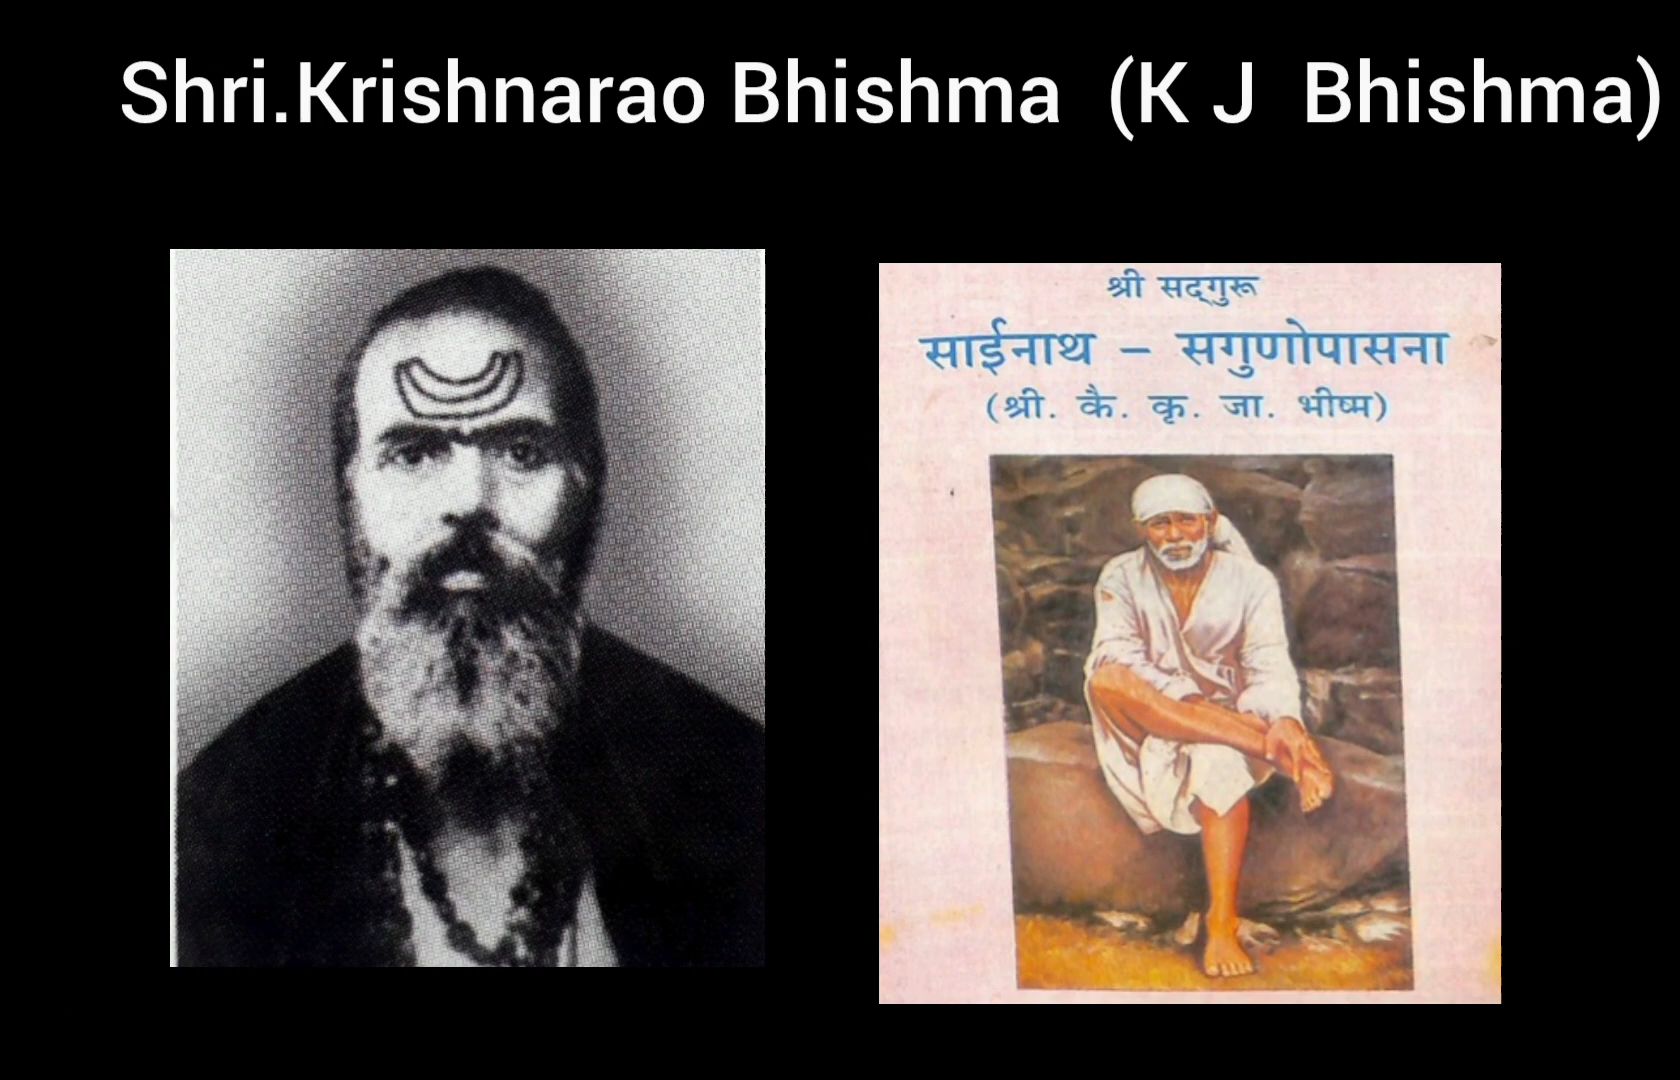 Shri.Krishnarao Bhishma (K J Bhishma)
श्री सद्‌गुरू
साईनाथ – सगुणोपासना
(श्री. कै. कृ. जा. भीष्म)